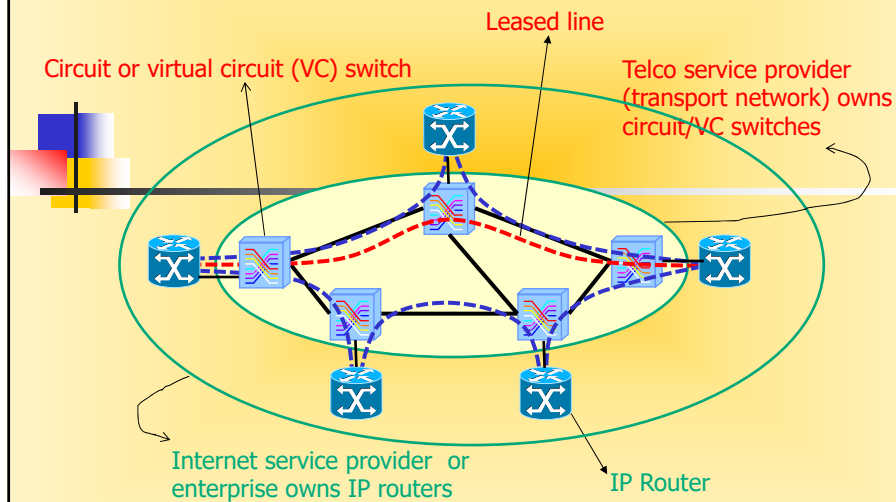 Leased line
Circuit or virtual circuit (VC) switch
Telco service provider
(transport network) owns
circuit/VC switches
Internet service provider or
enterprise owns IP routers
IP Router